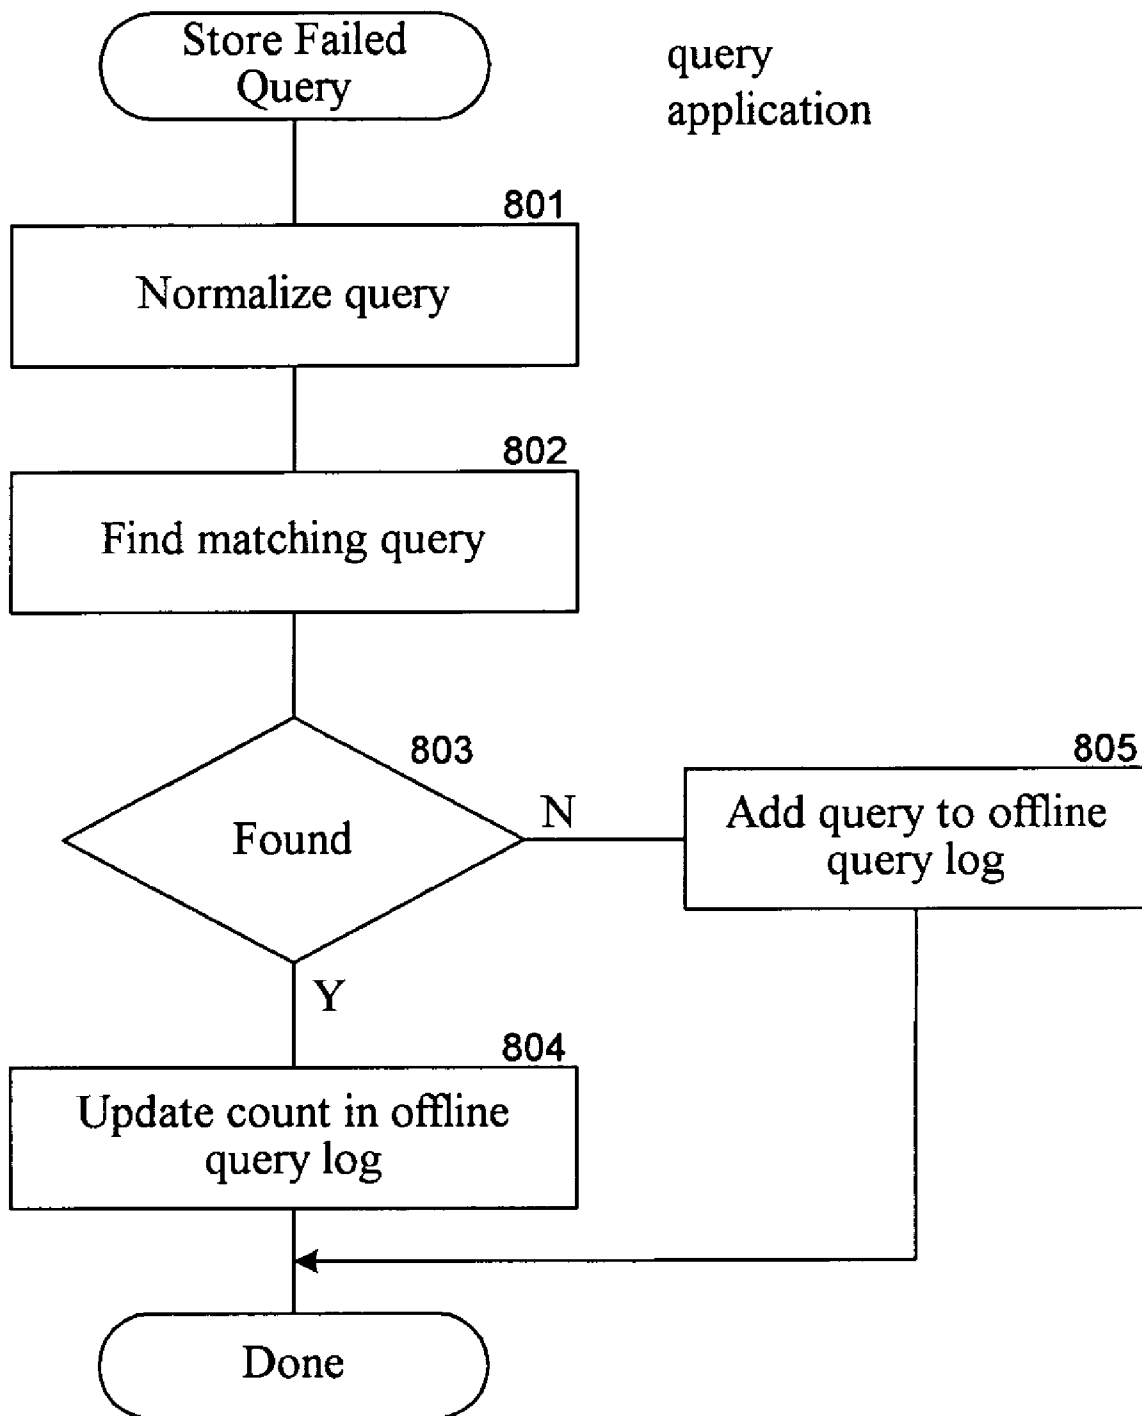 Store Failed
Query
query
application
801
Normalize query
802
Find matching query
803
Found
N
805
Add query to offline
query log
Y
804
Update count in offline
query log
Done